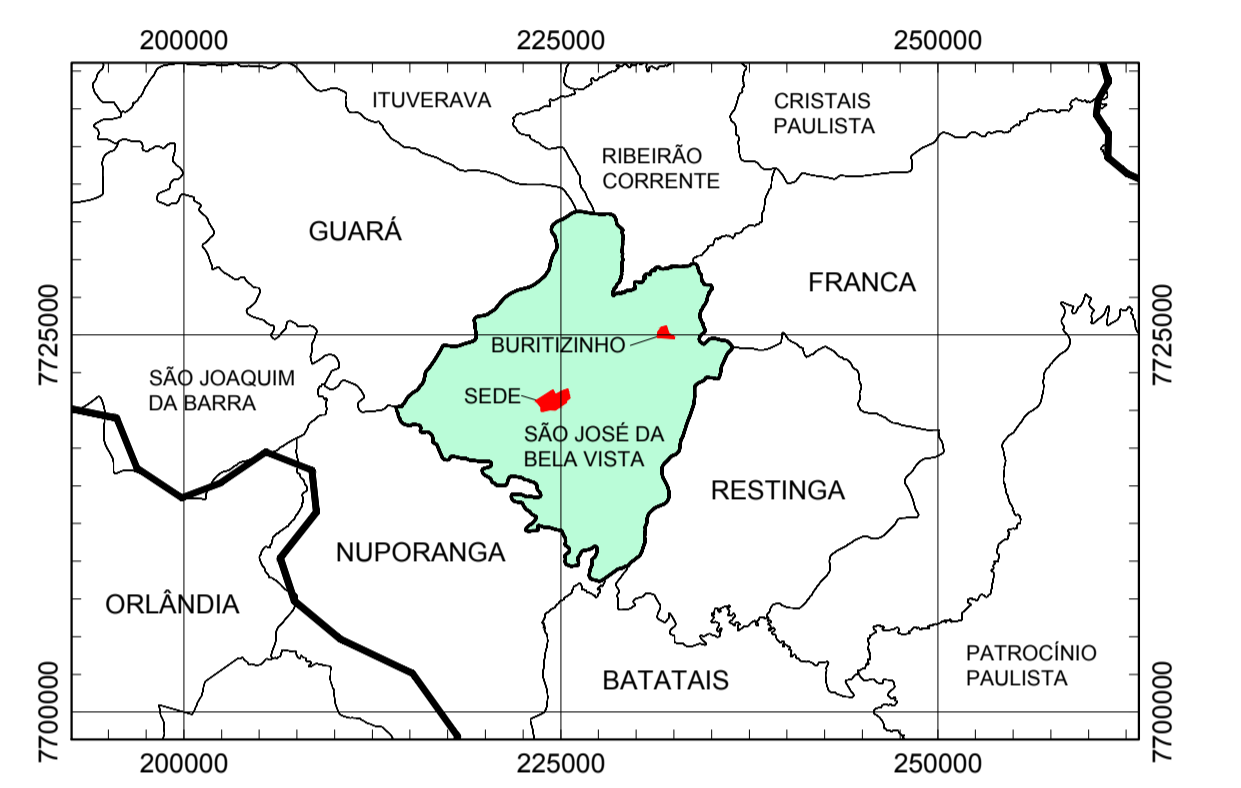 200000
225000
250000
ITUVERAVA
CRISTAIS
PAULISTA
RIBEIRÃO
CORRENTE
GUARÁ
FRANCA
7725000
7725000
BURITIZINHO
SÃO JOAQUIM
DA BARRA
SEDE
SÃO JOSÉ DA
BELA VISTA
RESTINGA
NUPORANGA
ORLÂNDIA
BATATAIS
PATROCÍNIO
PAULISTA
7700000
7700000
200000
225000
250000